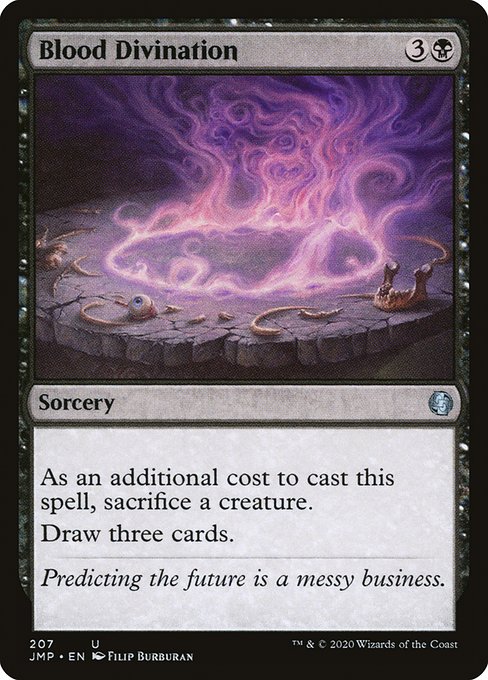 Blood Divination 3
Sorcery
As an additional cost to cast this
spell, sacrifice a creature.
Draw three cards.
Predicting the future is a messy business.
207 U
JMP • EN Filip Burburan
™ & © 2020 Wizards of the Coast